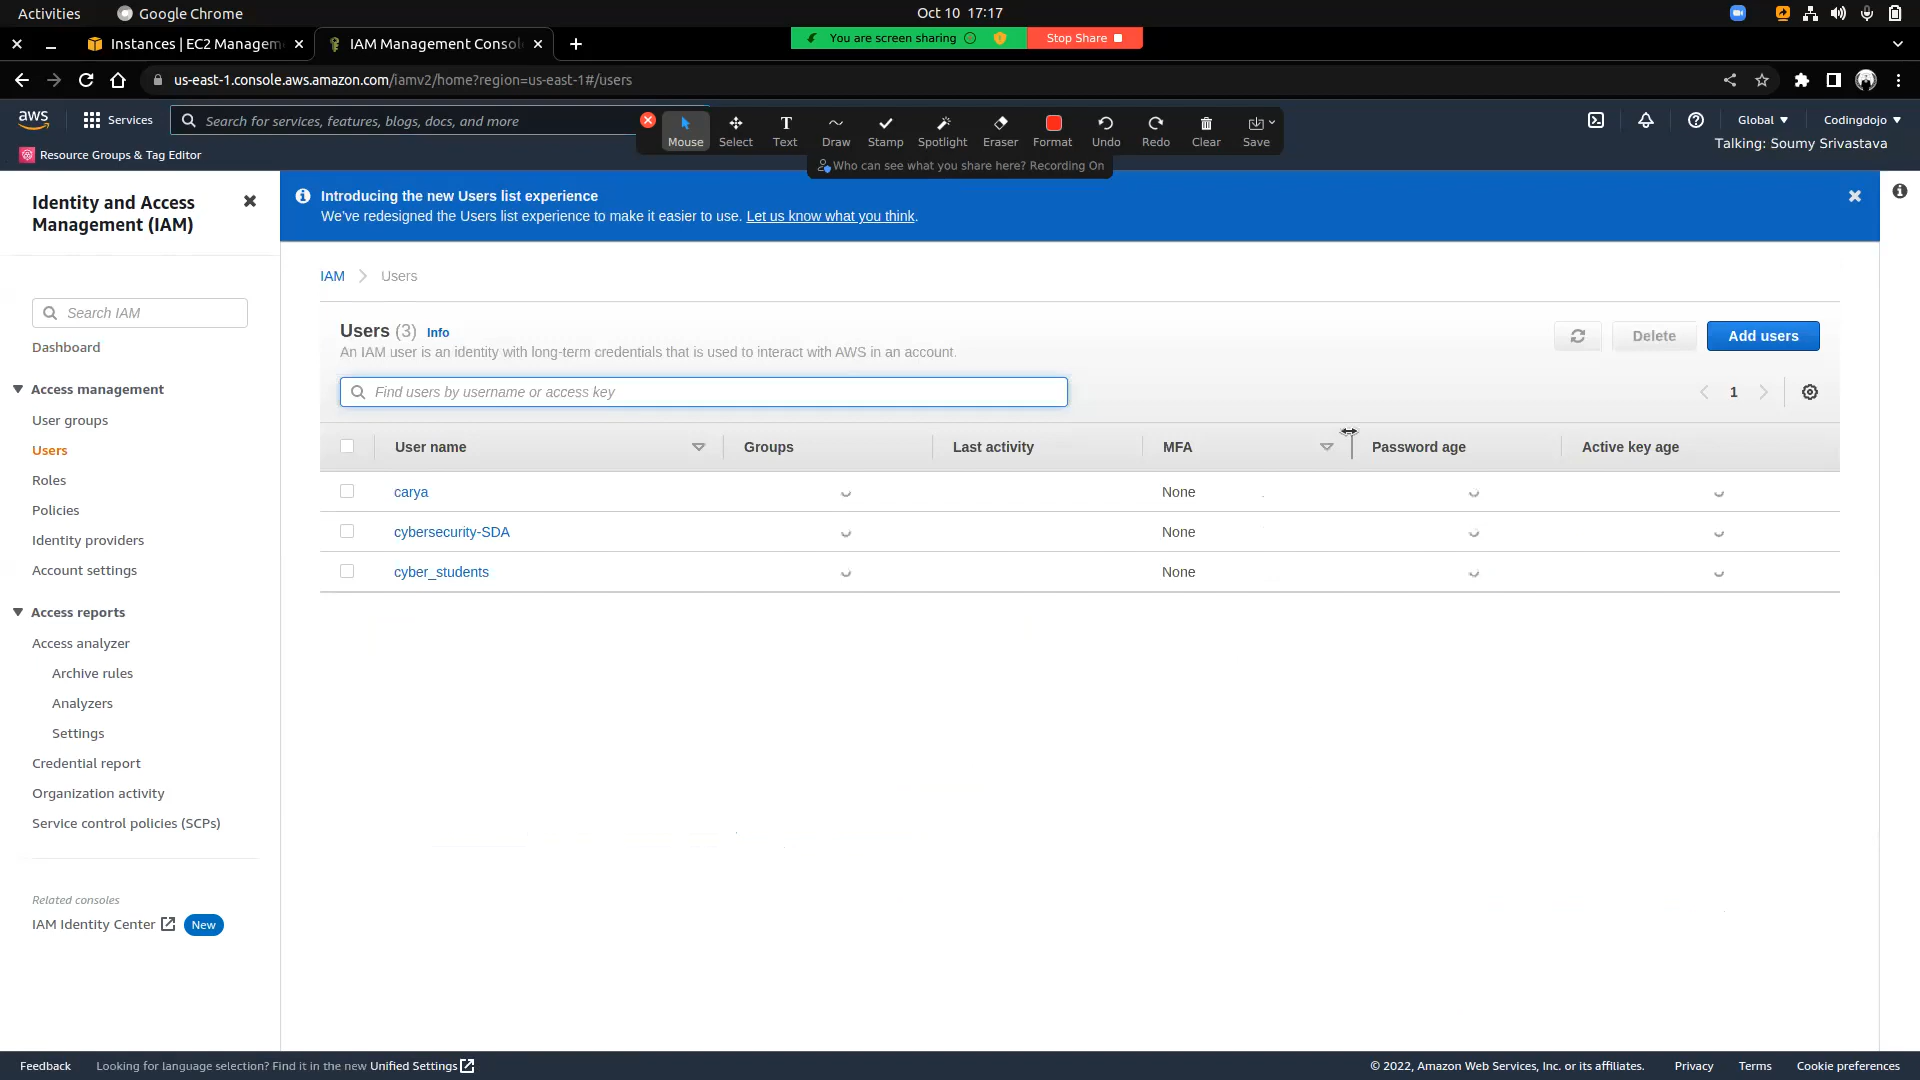 Activities
Google Chrome
Oct 10 17:17
Instances | EC2 Managem
IAM Management Consol
You are screen sharing
Stop Share
us-east-1.console.aws.amazon.com/iamv2/home?region=us-east-1#/users
aws
Services
Search for services, features, blogs, docs, and more
Mouse
Select
Text
Draw
Stamp
Spotlight
Eraser
Format
Undo
Redo
Clear
Save
Global
Codingdojo
Talking: Soumy Srivastava
Who can see what you share here? Recording On
Resource Groups & Tag Editor
Identity and Access
Management (IAM)
Search IAM
Dashboard
Access management
User groups
Users
Roles
Policies
Identity providers
Account settings
Access reports
Access analyzer
Archive rules
Analyzers
Settings
Credential report
Organization activity
Service control policies (SCPs)
Related consoles
IAM Identity Center
New
Introducing the new Users list experience
We've redesigned the Users list experience to make it easier to use. Let us know what you think.
IAM
Users
Users (3) Info
An IAM user is an identity with long-term credentials that is used to interact with AWS in an account.
Delete
Add users
Find users by username or access key
1
User name Groups Last activity MFA Password age Active key age
carya None
cybersecurity-SDA None
cyber_students None
Feedback
Looking for language selection? Find it in the new Unified Settings
© 2022, Amazon Web Services, Inc. or its affiliates.
Privacy
Terms
Cookie preferences